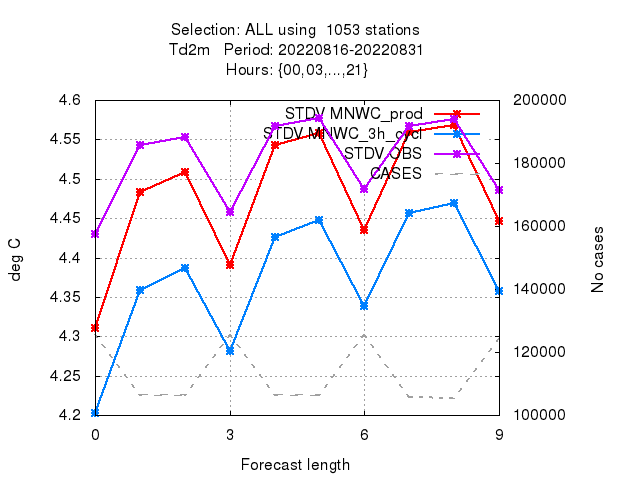 Selection: ALL using  1053 stations
Td2m   Period: 20220816-20220831
Hours: {00,03,...,21}
STDV MNWC_prod
STDV MNWC_3h_cycl
STDV OBS
CASES
4.6
4.55
4.5
4.45
4.4
4.35
4.3
4.25
4.2
deg C
200000
180000
160000
140000
120000
100000
No cases
0 3 6 9
Forecast length